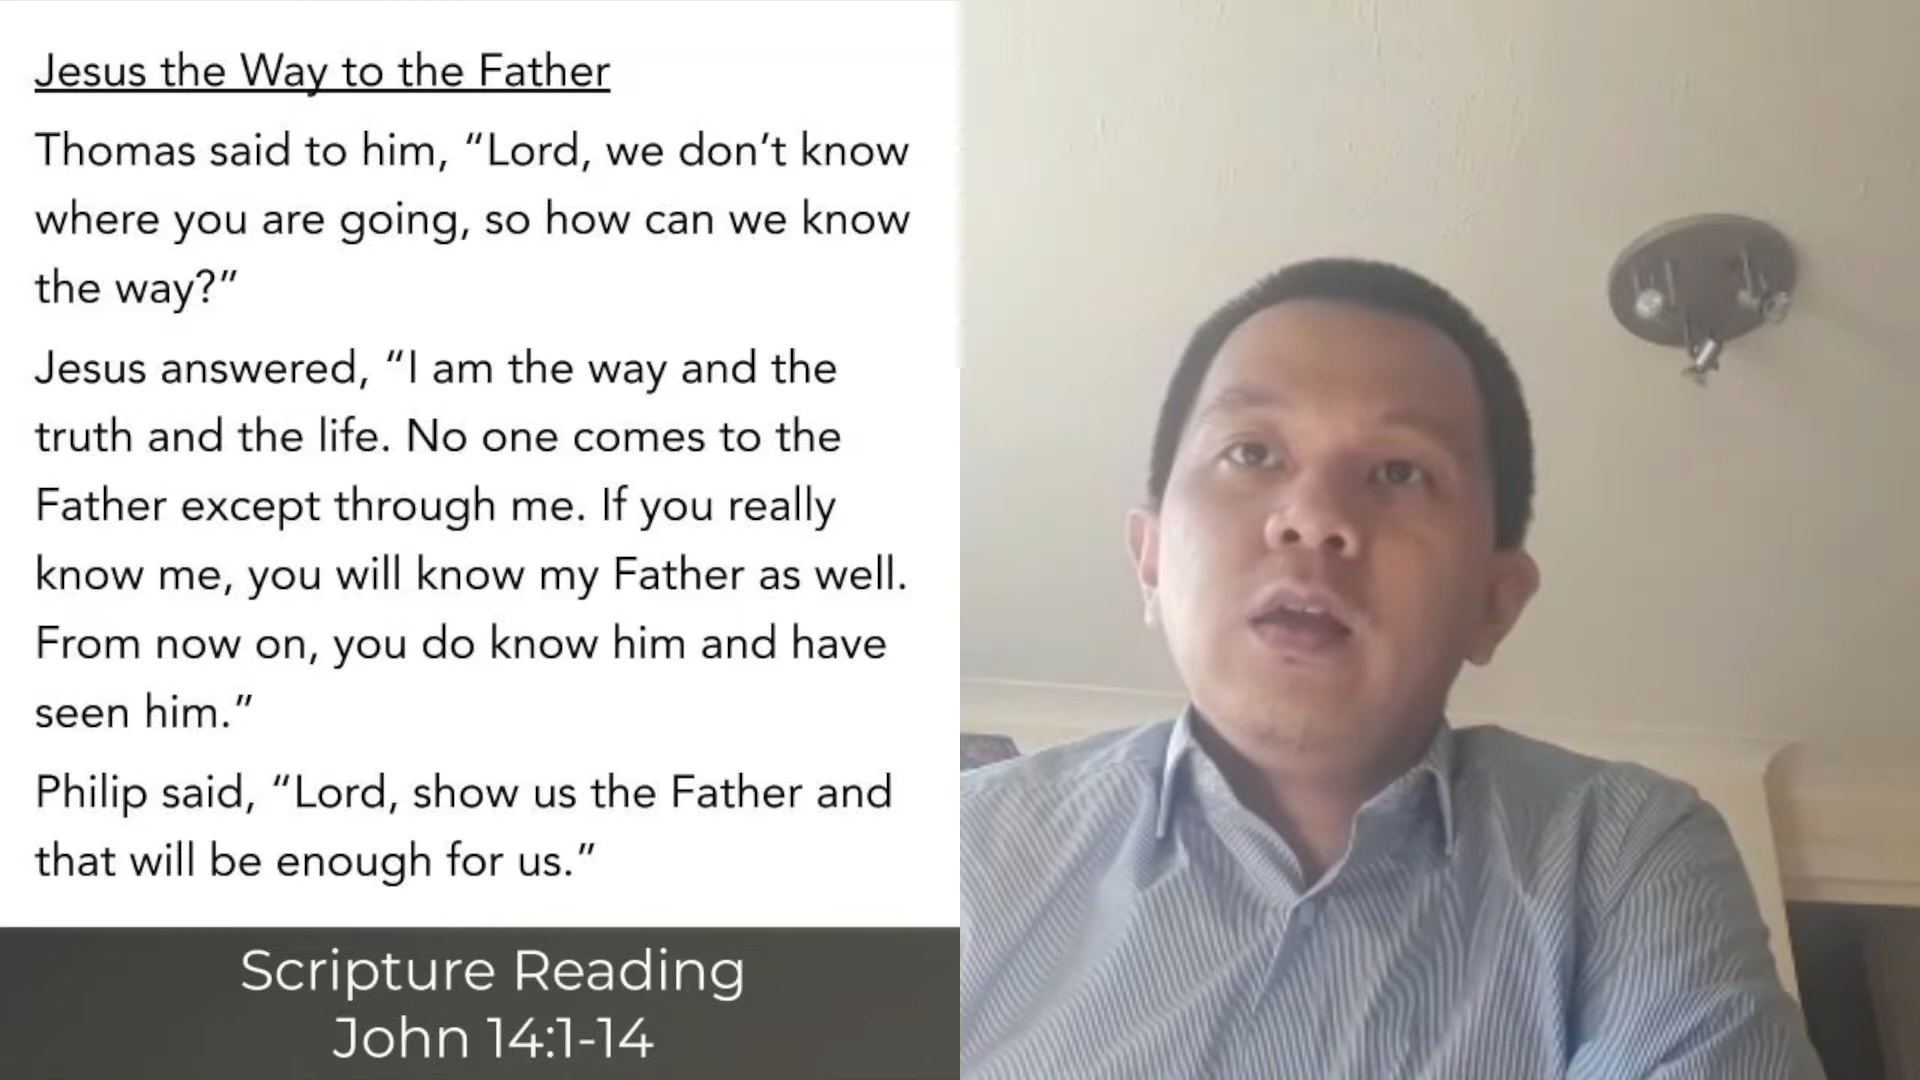 Jesus the Way to the Father
Thomas said to him, “Lord, we don’t know
where you are going, so how can we know
the way?”
Jesus answered, “I am the way and the
truth and the life. No one comes to the
Father except through me. If you really
know me, you will know my Father as well.
From now on, you do know him and have
seen him.”
Philip said, “Lord, show us the Father and
that will be enough for us.”
Scripture Reading
John 14:1-14